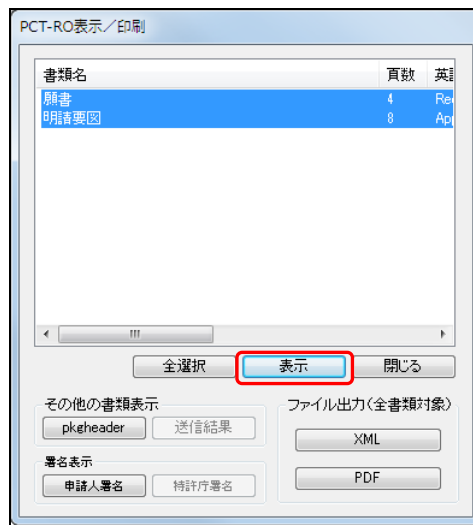 PCT-RO表示／印刷
書類名 頁数 英語
願書 4 Re
明請要図 8 Ap
全選択 表示 閉じる
その他の書類表示 ファイル出力(全書類対象)
pkgheader 送信結果 XML
署名表示
申請人署名 特許庁署名 PDF